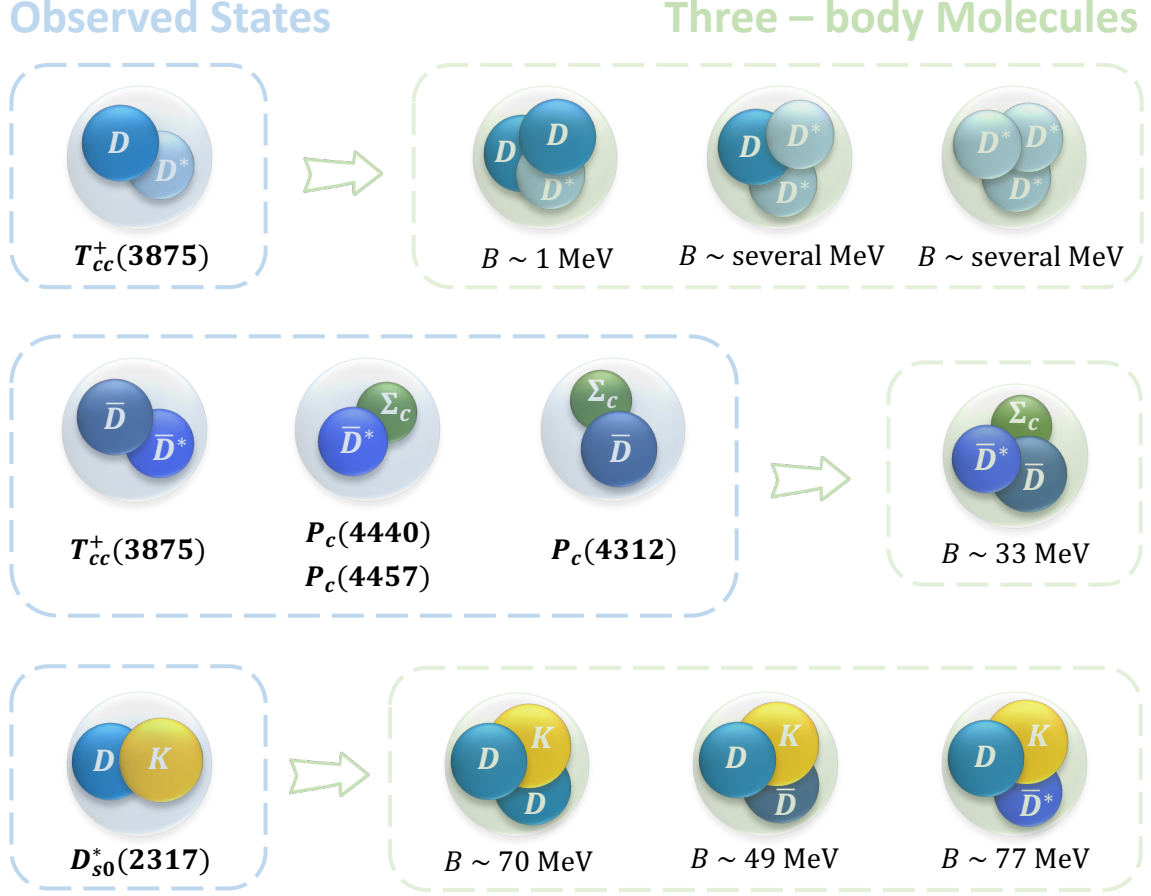 Observed States
Three – body Molecules
D
D*
T⁺cc(3875)
D
D
D*
B ~ 1 MeV
D
D*
D*
B ~ several MeV
D*
D*
D*
B ~ several MeV
D̅
D̅*
T⁺cc(3875)
Σc
D̅*
Pc(4440)
Pc(4457)
Σc
D̅
Pc(4312)
Σc
D̅*
D̅
B ~ 33 MeV
D
K
D*s0(2317)
K
D
D
B ~ 70 MeV
K
D
D̅
B ~ 49 MeV
K
D
D̅*
B ~ 77 MeV